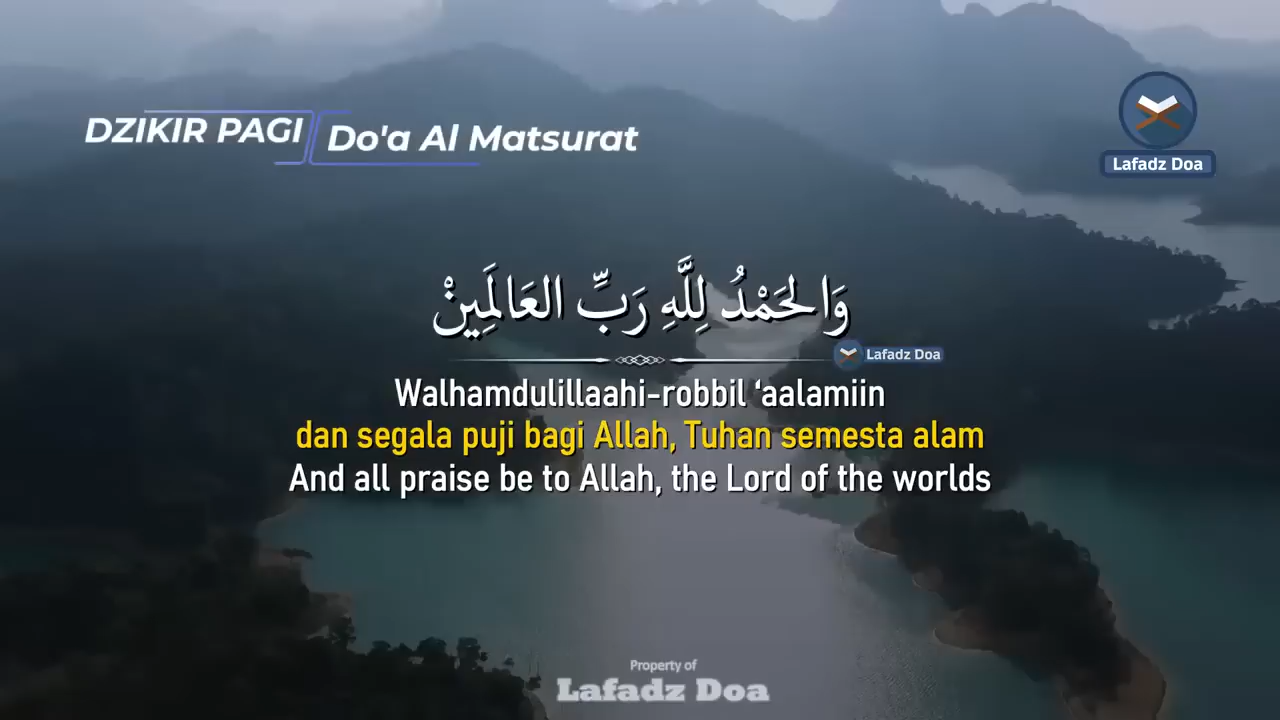 DZIKIR PAGI
Do'a Al Matsurat
Lafadz Doa
وَالحَمْدُ لِلَّهِ رَبِّ العَالَمِينْ
Lafadz Doa
Walhamdulillaahi-robbil ‘aalamiin
dan segala puji bagi Allah, Tuhan semesta alam
And all praise be to Allah, the Lord of the worlds
Property of
Lafadz Doa